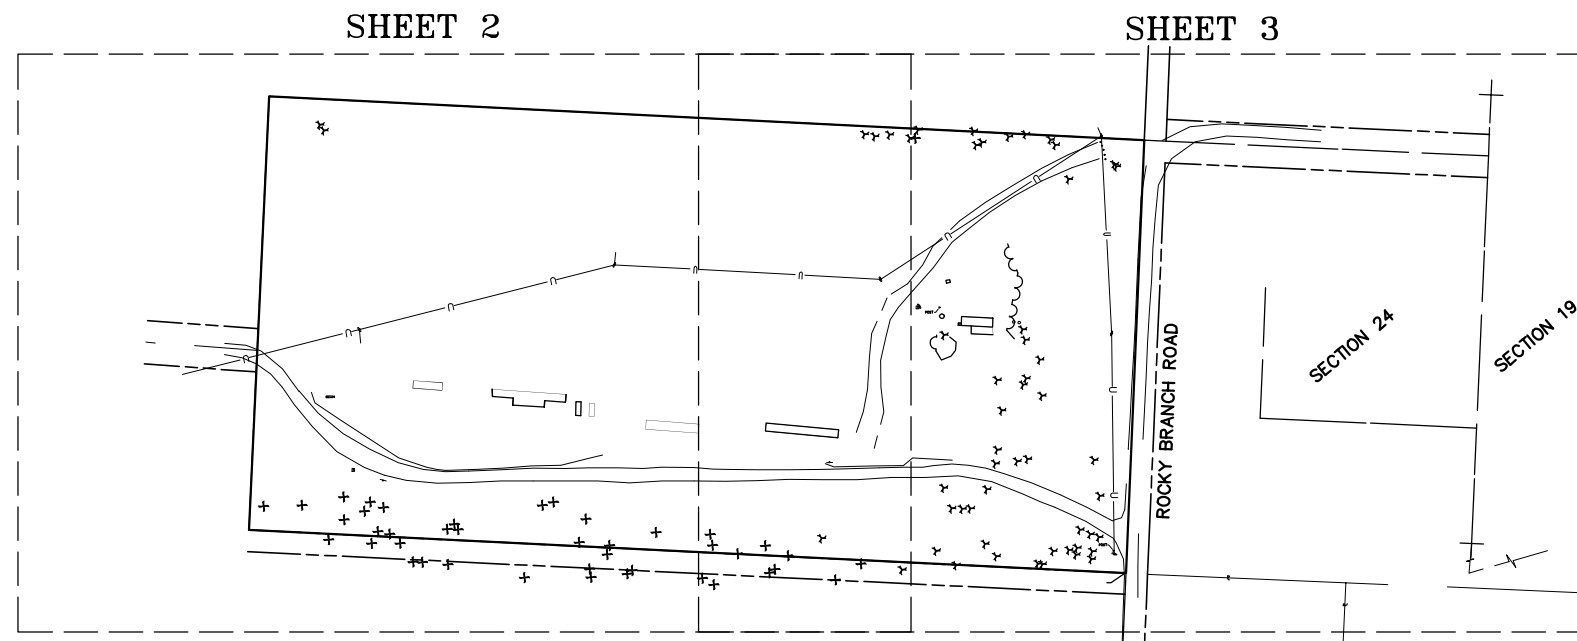 SHEET 2
SHEET 3
ROCKY BRANCH ROAD
SECTION 24
SECTION 19